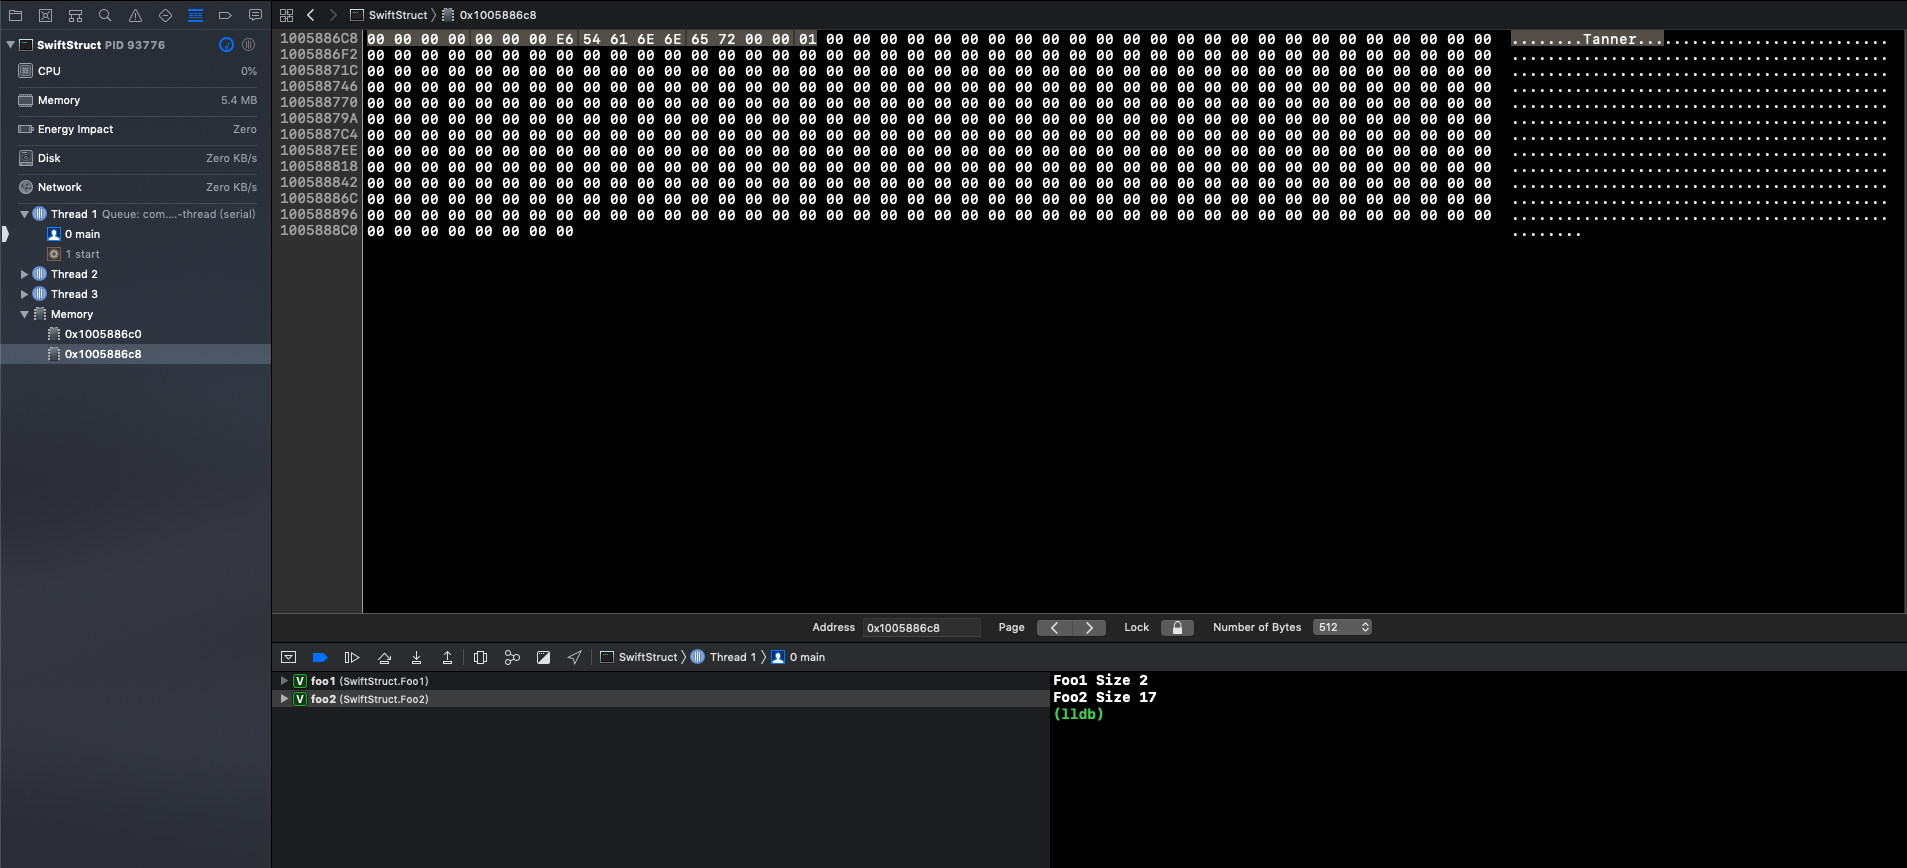 SwiftStruct 0x1005886c8
SwiftStruct PID 93776
CPU 0%
Memory 5.4 MB
Energy Impact Zero
Disk Zero KB/s
Network Zero KB/s
Thread 1 Queue: com....-thread (serial)
0 main
1 start
Thread 2
Thread 3
Memory
0x1005886c0
0x1005886c8
1005886C8 00 00 00 00 00 00 00 E6 54 61 6E 6E 65 72 00 00 01 00 00 00 00 00 00 00 00 00 00 00 00 00 00 00 00 00 00 00 00 00 00 00 00 00 ........Tanner............................
1005886F2 00 00 00 00 00 00 00 00 00 00 00 00 00 00 00 00 00 00 00 00 00 00 00 00 00 00 00 00 00 00 00 00 00 00 00 00 00 00 00 00 00 00 ..........................................
10058871C 00 00 00 00 00 00 00 00 00 00 00 00 00 00 00 00 00 00 00 00 00 00 00 00 00 00 00 00 00 00 00 00 00 00 00 00 00 00 00 00 00 00 ..........................................
100588746 00 00 00 00 00 00 00 00 00 00 00 00 00 00 00 00 00 00 00 00 00 00 00 00 00 00 00 00 00 00 00 00 00 00 00 00 00 00 00 00 00 00 ..........................................
100588770 00 00 00 00 00 00 00 00 00 00 00 00 00 00 00 00 00 00 00 00 00 00 00 00 00 00 00 00 00 00 00 00 00 00 00 00 00 00 00 00 00 00 ..........................................
10058879A 00 00 00 00 00 00 00 00 00 00 00 00 00 00 00 00 00 00 00 00 00 00 00 00 00 00 00 00 00 00 00 00 00 00 00 00 00 00 00 00 00 00 ..........................................
1005887C4 00 00 00 00 00 00 00 00 00 00 00 00 00 00 00 00 00 00 00 00 00 00 00 00 00 00 00 00 00 00 00 00 00 00 00 00 00 00 00 00 00 00 ..........................................
1005887EE 00 00 00 00 00 00 00 00 00 00 00 00 00 00 00 00 00 00 00 00 00 00 00 00 00 00 00 00 00 00 00 00 00 00 00 00 00 00 00 00 00 00 ..........................................
100588818 00 00 00 00 00 00 00 00 00 00 00 00 00 00 00 00 00 00 00 00 00 00 00 00 00 00 00 00 00 00 00 00 00 00 00 00 00 00 00 00 00 00 ..........................................
100588842 00 00 00 00 00 00 00 00 00 00 00 00 00 00 00 00 00 00 00 00 00 00 00 00 00 00 00 00 00 00 00 00 00 00 00 00 00 00 00 00 00 00 ..........................................
10058886C 00 00 00 00 00 00 00 00 00 00 00 00 00 00 00 00 00 00 00 00 00 00 00 00 00 00 00 00 00 00 00 00 00 00 00 00 00 00 00 00 00 00 ..........................................
100588896 00 00 00 00 00 00 00 00 00 00 00 00 00 00 00 00 00 00 00 00 00 00 00 00 00 00 00 00 00 00 00 00 00 00 00 00 00 00 00 00 00 00 ..........................................
1005888C0 00 00 00 00 00 00 00 00 ........
Address 0x1005886c8 Page Lock Number of Bytes 512
SwiftStruct Thread 1 0 main
V foo1 (SwiftStruct.Foo1)
V foo2 (SwiftStruct.Foo2)
Foo1 Size 2
Foo2 Size 17
(lldb)